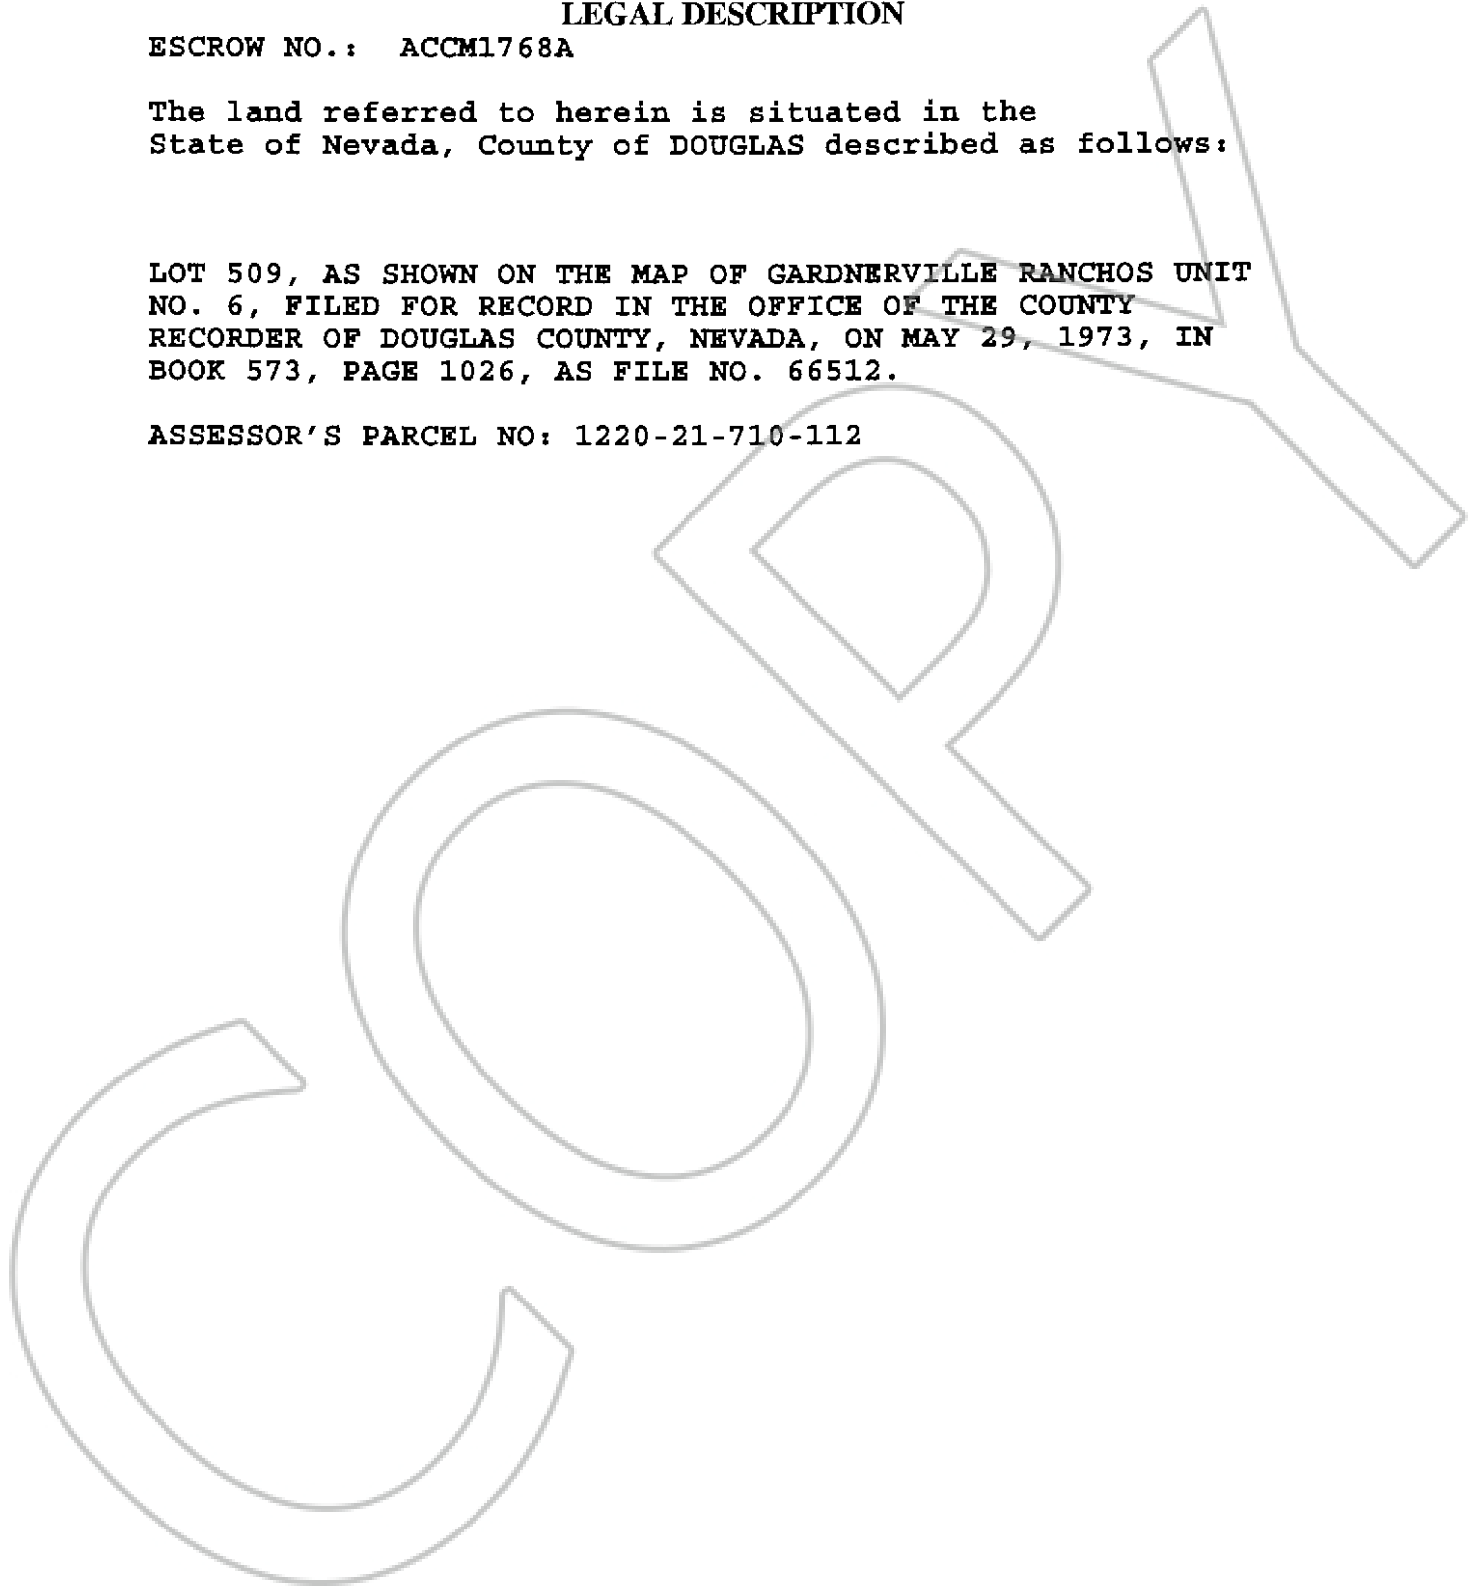 LEGAL DESCRIPTION
ESCROW NO.: ACCM1768A
The land referred to herein is situated in the
State of Nevada, County of DOUGLAS described as follows:
LOT 509, AS SHOWN ON THE MAP OF GARDNERVILLE RANCHOS UNIT
NO. 6, FILED FOR RECORD IN THE OFFICE OF THE COUNTY
RECORDER OF DOUGLAS COUNTY, NEVADA, ON MAY 29, 1973, IN
BOOK 573, PAGE 1026, AS FILE NO. 66512.
ASSESSOR'S PARCEL NO: 1220-21-710-112
COPY